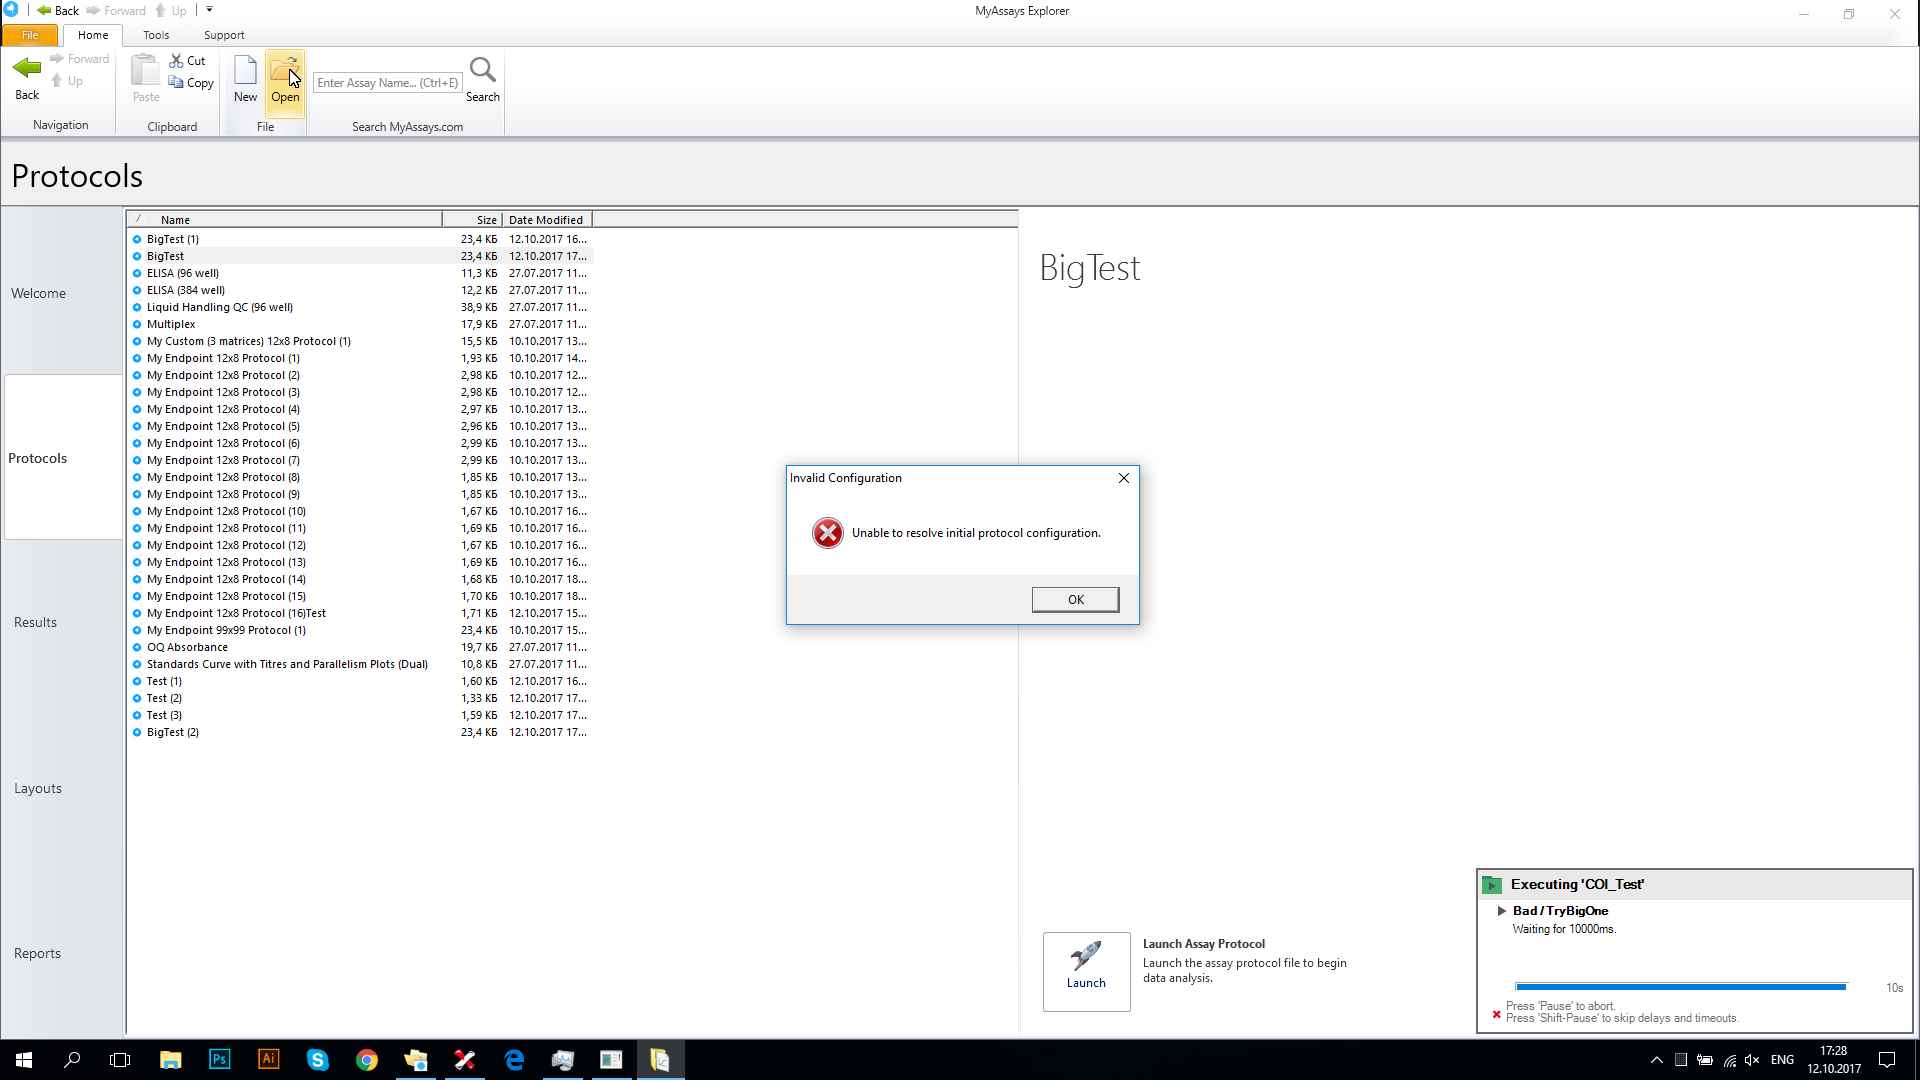 Back Forward Up
MyAssays Explorer
File Home Tools Support
Back Forward Up
Navigation
Paste Cut Copy
Clipboard
New Open
File
Enter Assay Name... (Ctrl+E) Search
Search MyAssays.com
Protocols
Welcome
Protocols
Results
Layouts
Reports
/ Name Size Date Modified
BigTest (1) 23,4 КБ 12.10.2017 16...
BigTest 23,4 КБ 12.10.2017 17...
ELISA (96 well) 11,3 КБ 27.07.2017 11...
ELISA (384 well) 12,2 КБ 27.07.2017 11...
Liquid Handling QC (96 well) 38,9 КБ 27.07.2017 11...
Multiplex 17,9 КБ 27.07.2017 11...
My Custom (3 matrices) 12x8 Protocol (1) 15,5 КБ 10.10.2017 13...
My Endpoint 12x8 Protocol (1) 1,93 КБ 10.10.2017 14...
My Endpoint 12x8 Protocol (2) 2,98 КБ 10.10.2017 12...
My Endpoint 12x8 Protocol (3) 2,98 КБ 10.10.2017 12...
My Endpoint 12x8 Protocol (4) 2,97 КБ 10.10.2017 13...
My Endpoint 12x8 Protocol (5) 2,96 КБ 10.10.2017 13...
My Endpoint 12x8 Protocol (6) 2,99 КБ 10.10.2017 13...
My Endpoint 12x8 Protocol (7) 2,99 КБ 10.10.2017 13...
My Endpoint 12x8 Protocol (8) 1,85 КБ 10.10.2017 13...
My Endpoint 12x8 Protocol (9) 1,85 КБ 10.10.2017 13...
My Endpoint 12x8 Protocol (10) 1,67 КБ 10.10.2017 16...
My Endpoint 12x8 Protocol (11) 1,69 КБ 10.10.2017 16...
My Endpoint 12x8 Protocol (12) 1,67 КБ 10.10.2017 16...
My Endpoint 12x8 Protocol (13) 1,69 КБ 10.10.2017 16...
My Endpoint 12x8 Protocol (14) 1,68 КБ 10.10.2017 18...
My Endpoint 12x8 Protocol (15) 1,70 КБ 10.10.2017 18...
My Endpoint 12x8 Protocol (16)Test 1,71 КБ 12.10.2017 15...
My Endpoint 99x99 Protocol (1) 23,4 КБ 10.10.2017 15...
OQ Absorbance 19,7 КБ 27.07.2017 11...
Standards Curve with Titres and Parallelism Plots (Dual) 10,8 КБ 27.07.2017 11...
Test (1) 1,60 КБ 12.10.2017 16...
Test (2) 1,33 КБ 12.10.2017 17...
Test (3) 1,59 КБ 12.10.2017 17...
BigTest (2) 23,4 КБ 12.10.2017 17...
BigTest
Invalid Configuration
Unable to resolve initial protocol configuration.
OK
Launch
Launch Assay Protocol
Launch the assay protocol file to begin
data analysis.
Executing 'COI_Test'
Bad / TryBigOne
Waiting for 10000ms.
10s
Press 'Pause' to abort.
Press 'Shift-Pause' to skip delays and timeouts.
Ps Ai
ENG
17:28
12.10.2017